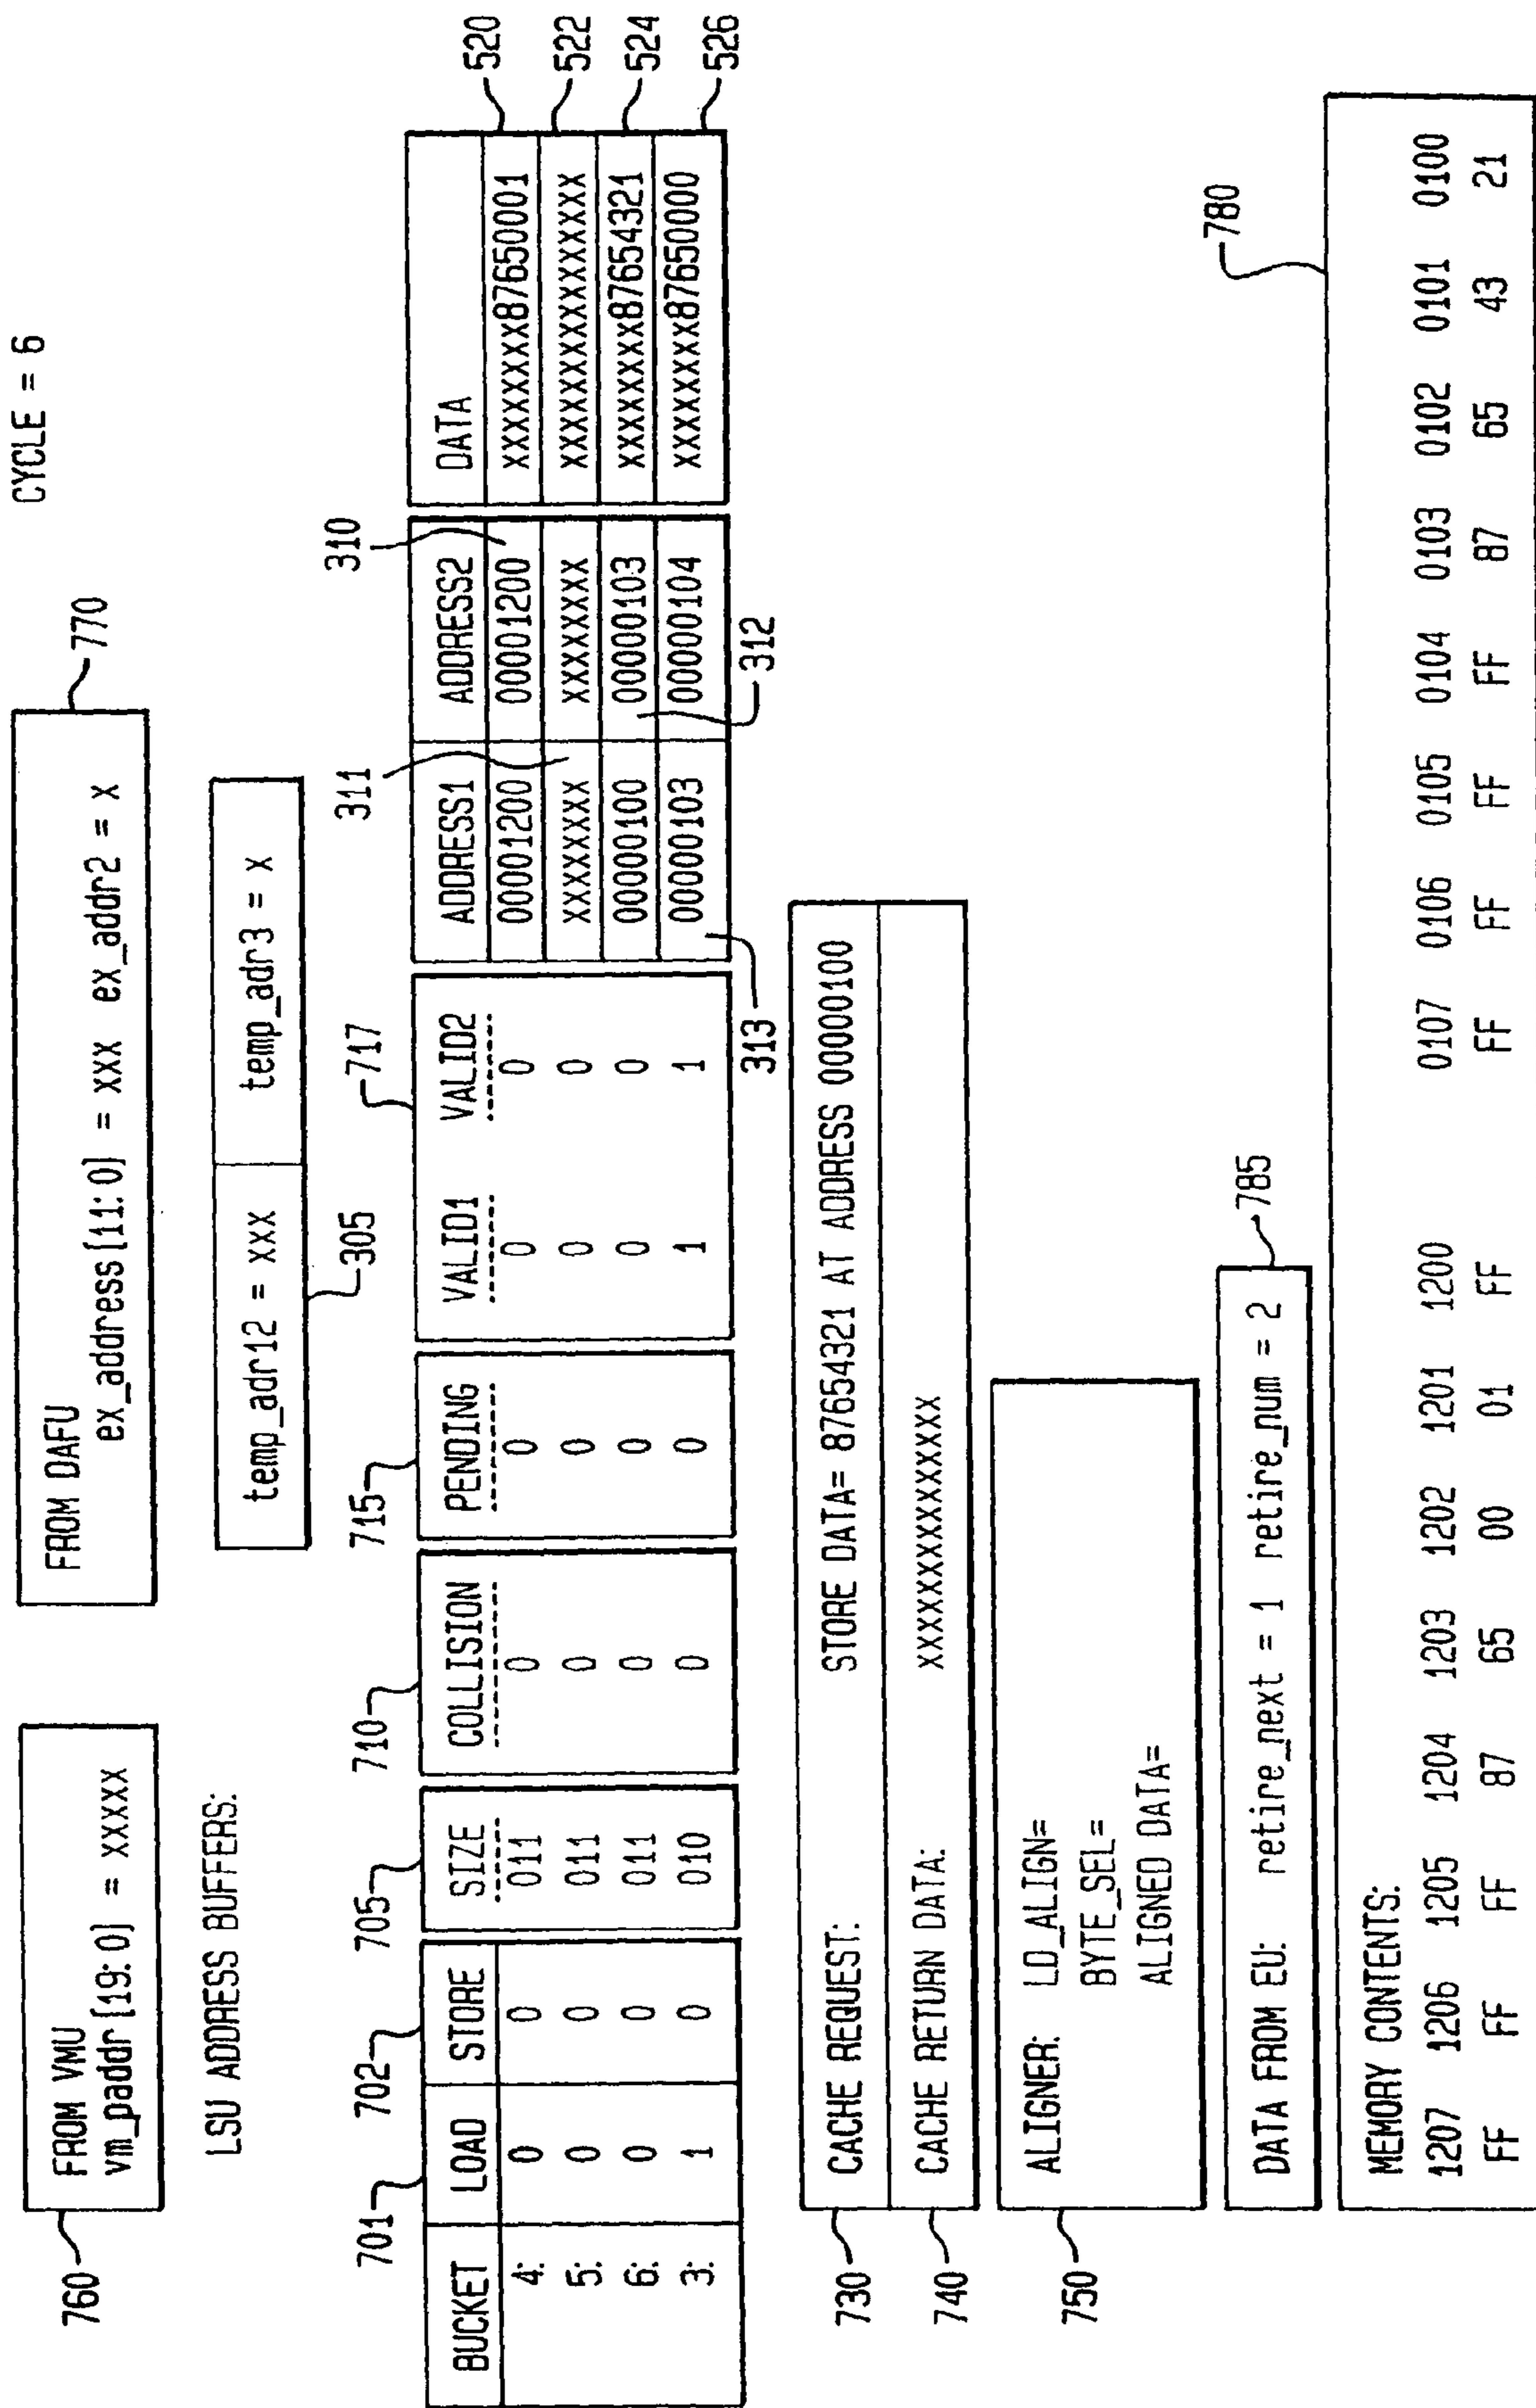 CYCLE = 6
760
FROM VMU
vm_paddr[19:0] = xxxxx
FROM DAFU
ex_address[11:0] = xxx ex_addr2 = x
770
LSU ADDRESS BUFFERS:
temp_adr12 = xxx temp_adr3 = x
305
701 702 705 710 715 717 311 310
BUCKET LOAD STORE SIZE COLLISION PENDING VALID1 VALID2 ADDRESS1 ADDRESS2 DATA
4: 0 0 011 0 0 0 0 00001200 00001200 xxxxxxxx87650001 520
5: 0 0 011 0 0 0 0 xxxxxxxx xxxxxxxx xxxxxxxxxxxxxxxx 522
6: 0 0 011 0 0 0 0 00000100 00000103 xxxxxxxx87654321 524
3: 1 0 010 0 0 1 1 00000103 00000104 xxxxxxxx87650000 526
313 312
730
CACHE REQUEST: STORE DATA= 87654321 AT ADDRESS 00000100
740
CACHE RETURN DATA: xxxxxxxxxxxxxxxx
750
ALIGNER: LD_ALIGN=
BYTE_SEL=
ALIGNED DATA=
DATA FROM EU: retire_next = 1 retire_num = 2
785
780
MEMORY CONTENTS:
1207 1206 1205 1204 1203 1202 1201 1200 0107 0106 0105 0104 0103 0102 0101 0100
FF FF FF 87 65 00 01 FF FF FF FF FF 87 65 43 21